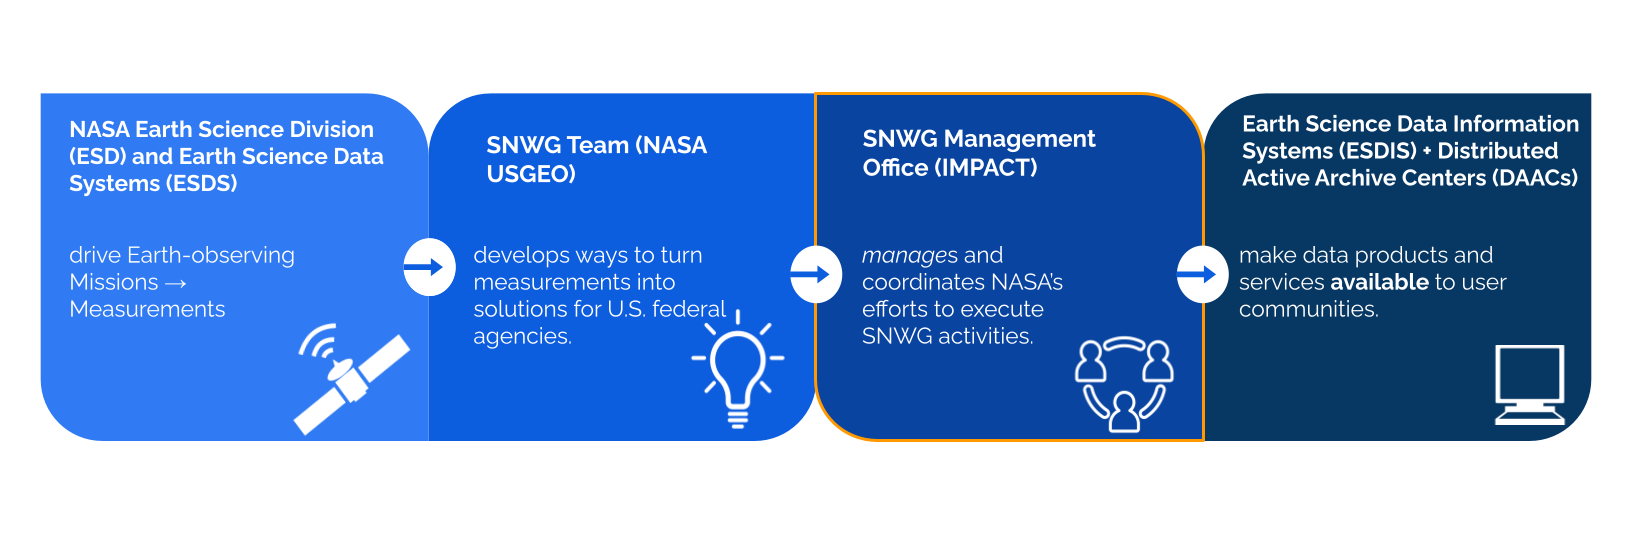 NASA Earth Science Division
(ESD) and Earth Science Data
Systems (ESDS)
drive Earth-observing
Missions →
Measurements
SNWG Team (NASA
USGEO)
develops ways to turn
measurements into
solutions for U.S. federal
agencies.
SNWG Management
Office (IMPACT)
manages and
coordinates NASA's
efforts to execute
SNWG activities.
Earth Science Data Information
Systems (ESDIS) + Distributed
Active Archive Centers (DAACs)
make data products and
services available to user
communities.